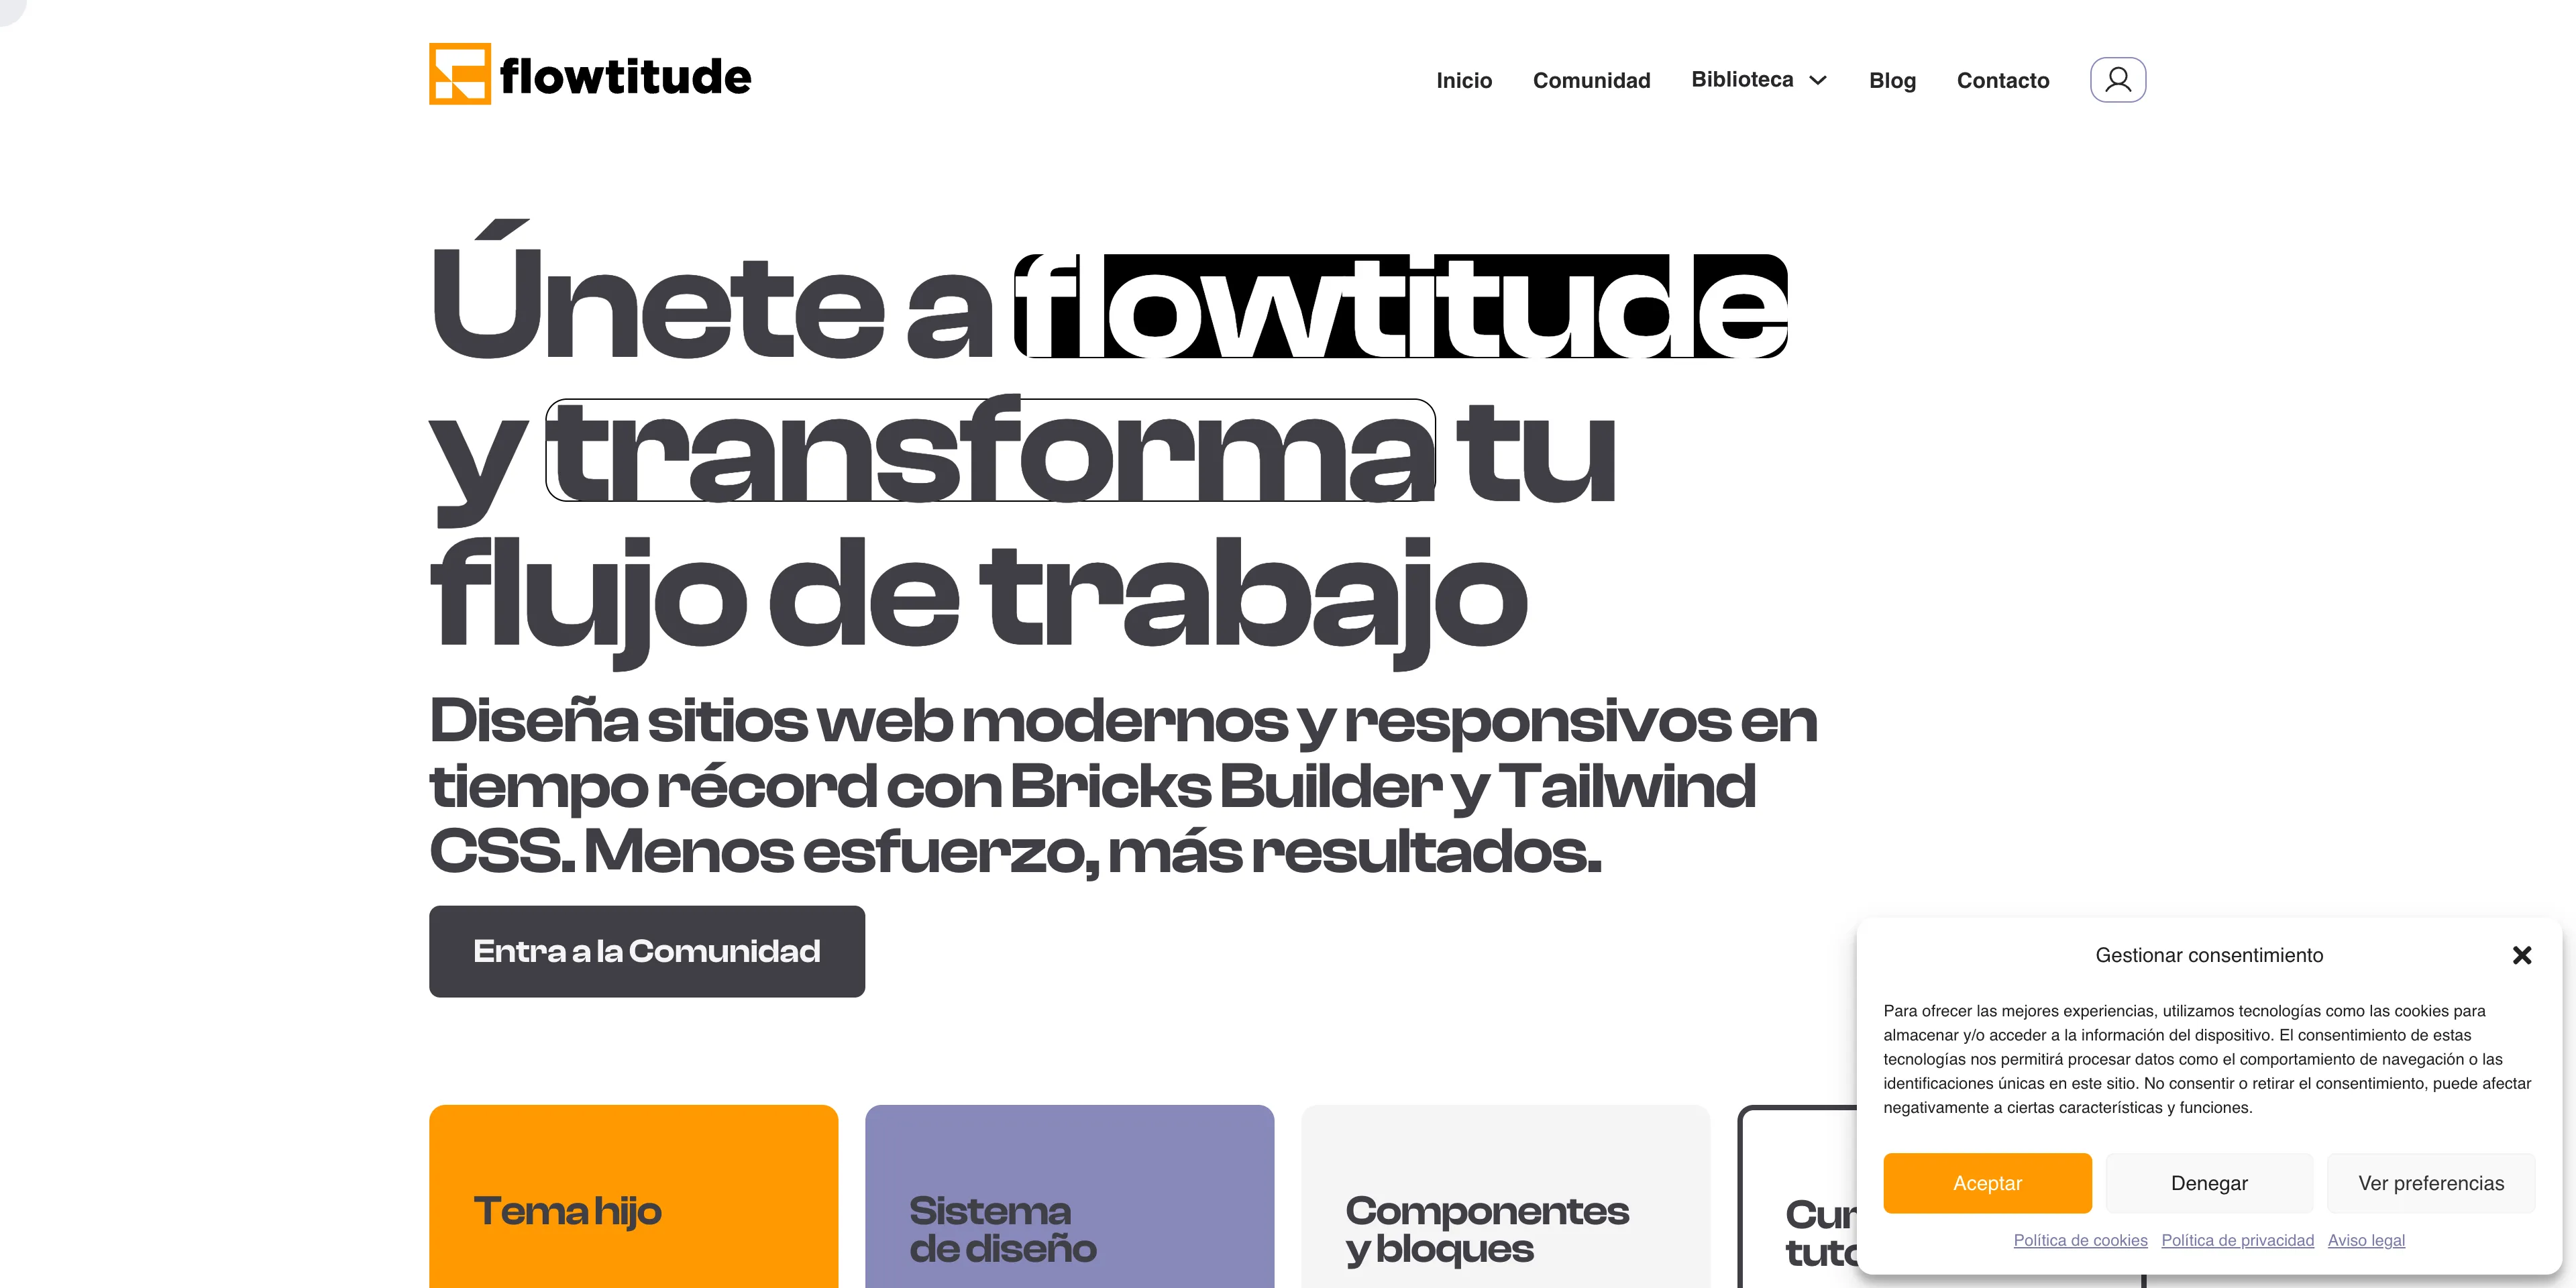 flowtitude
Inicio
Comunidad
Biblioteca
Blog
Contacto
Únete a flowtitude
y transforma tu
flujo de trabajo
Diseña sitios web modernos y responsivos en
tiempo récord con Bricks Builder y Tailwind
CSS. Menos esfuerzo, más resultados.
Entra a la Comunidad
Tema hijo
Sistema
de diseño
Componentes
y bloques
Gestionar consentimiento
Para ofrecer las mejores experiencias, utilizamos tecnologías como las cookies para
almacenar y/o acceder a la información del dispositivo. El consentimiento de estas
tecnologías nos permitirá procesar datos como el comportamiento de navegación o las
identificaciones únicas en este sitio. No consentir o retirar el consentimiento, puede afectar
negativamente a ciertas características y funciones.
Aceptar
Denegar
Ver preferencias
Política de cookies
Política de privacidad
Aviso legal